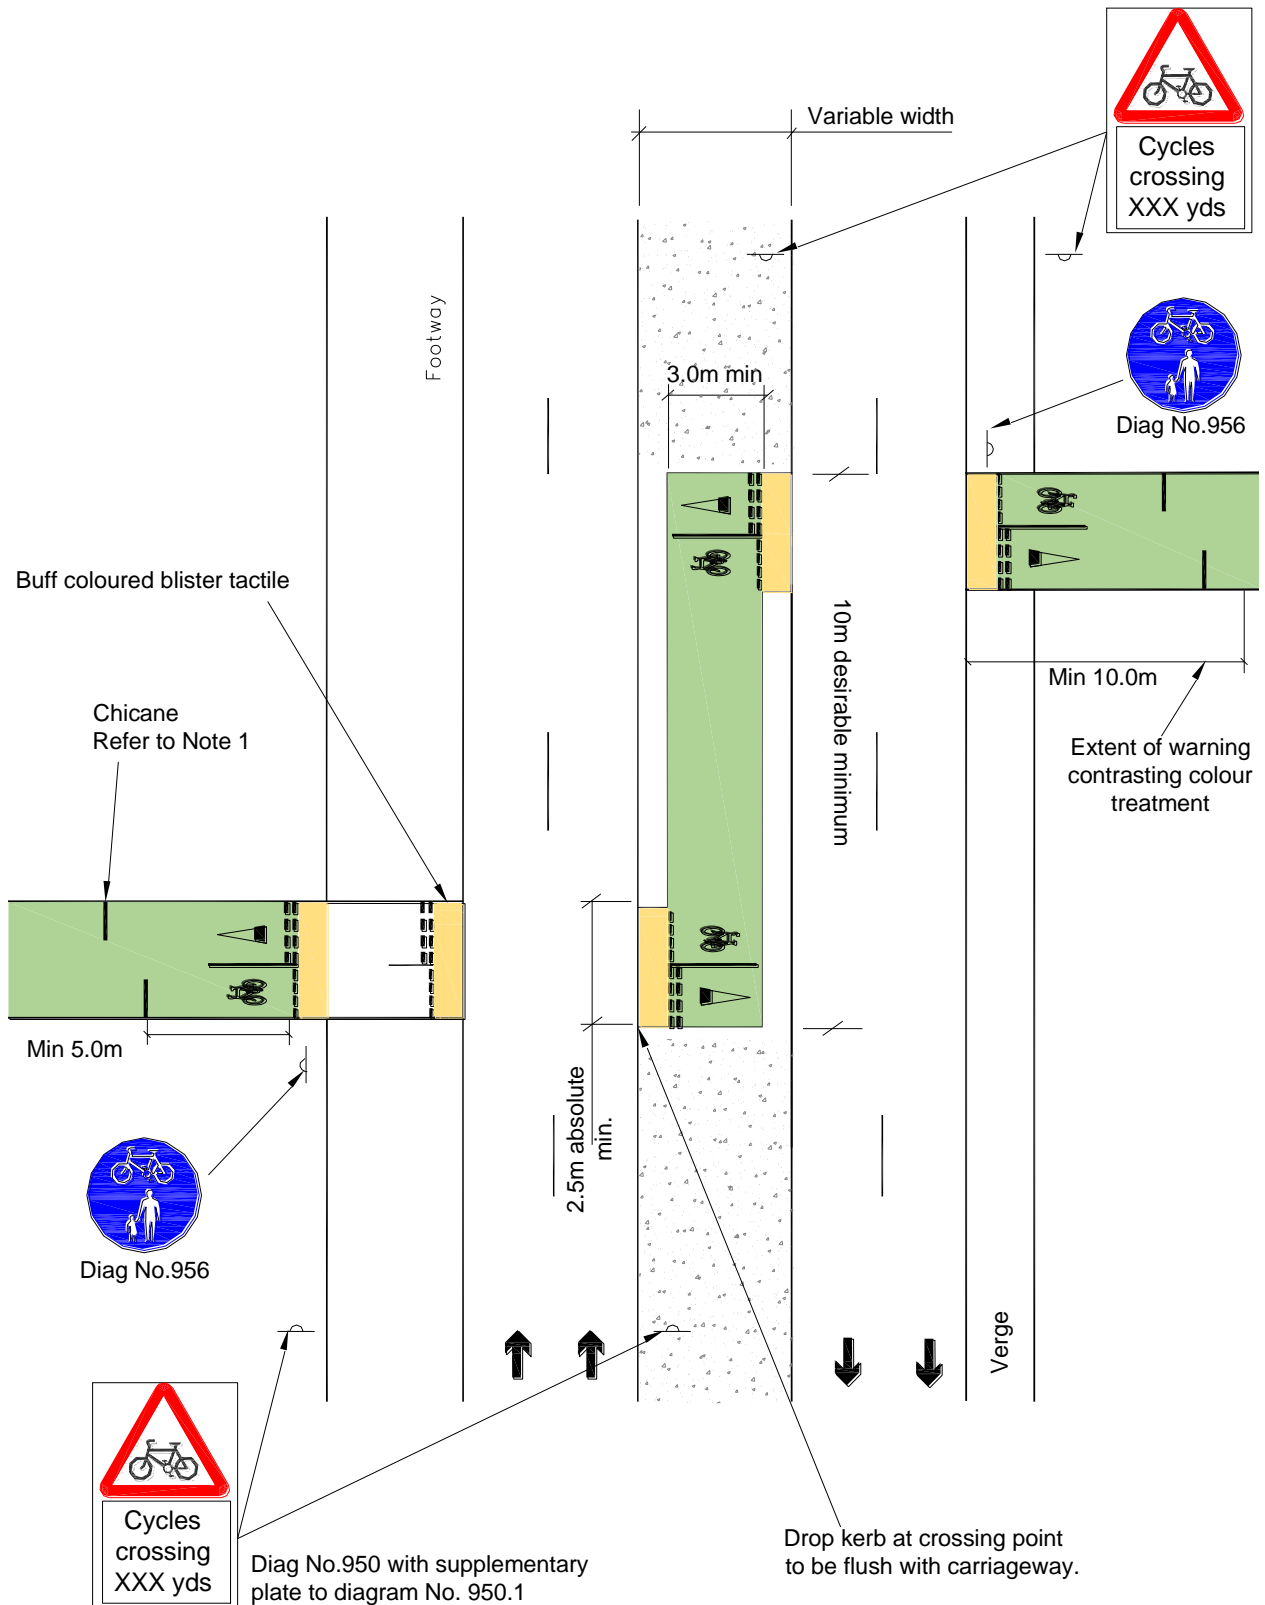 Variable width
Cycles
crossing
XXX yds
Footway
3.0m min
Diag No.956
Buff coloured blister tactile
10m desirable minimum
Min 10.0m
Chicane
Refer to Note 1
Extent of warning
contrasting colour
treatment
Min 5.0m
2.5m absolute
min.
Diag No.956
Verge
Cycles
crossing
XXX yds
Diag No.950 with supplementary
plate to diagram No. 950.1
Drop kerb at crossing point
to be flush with carriageway.